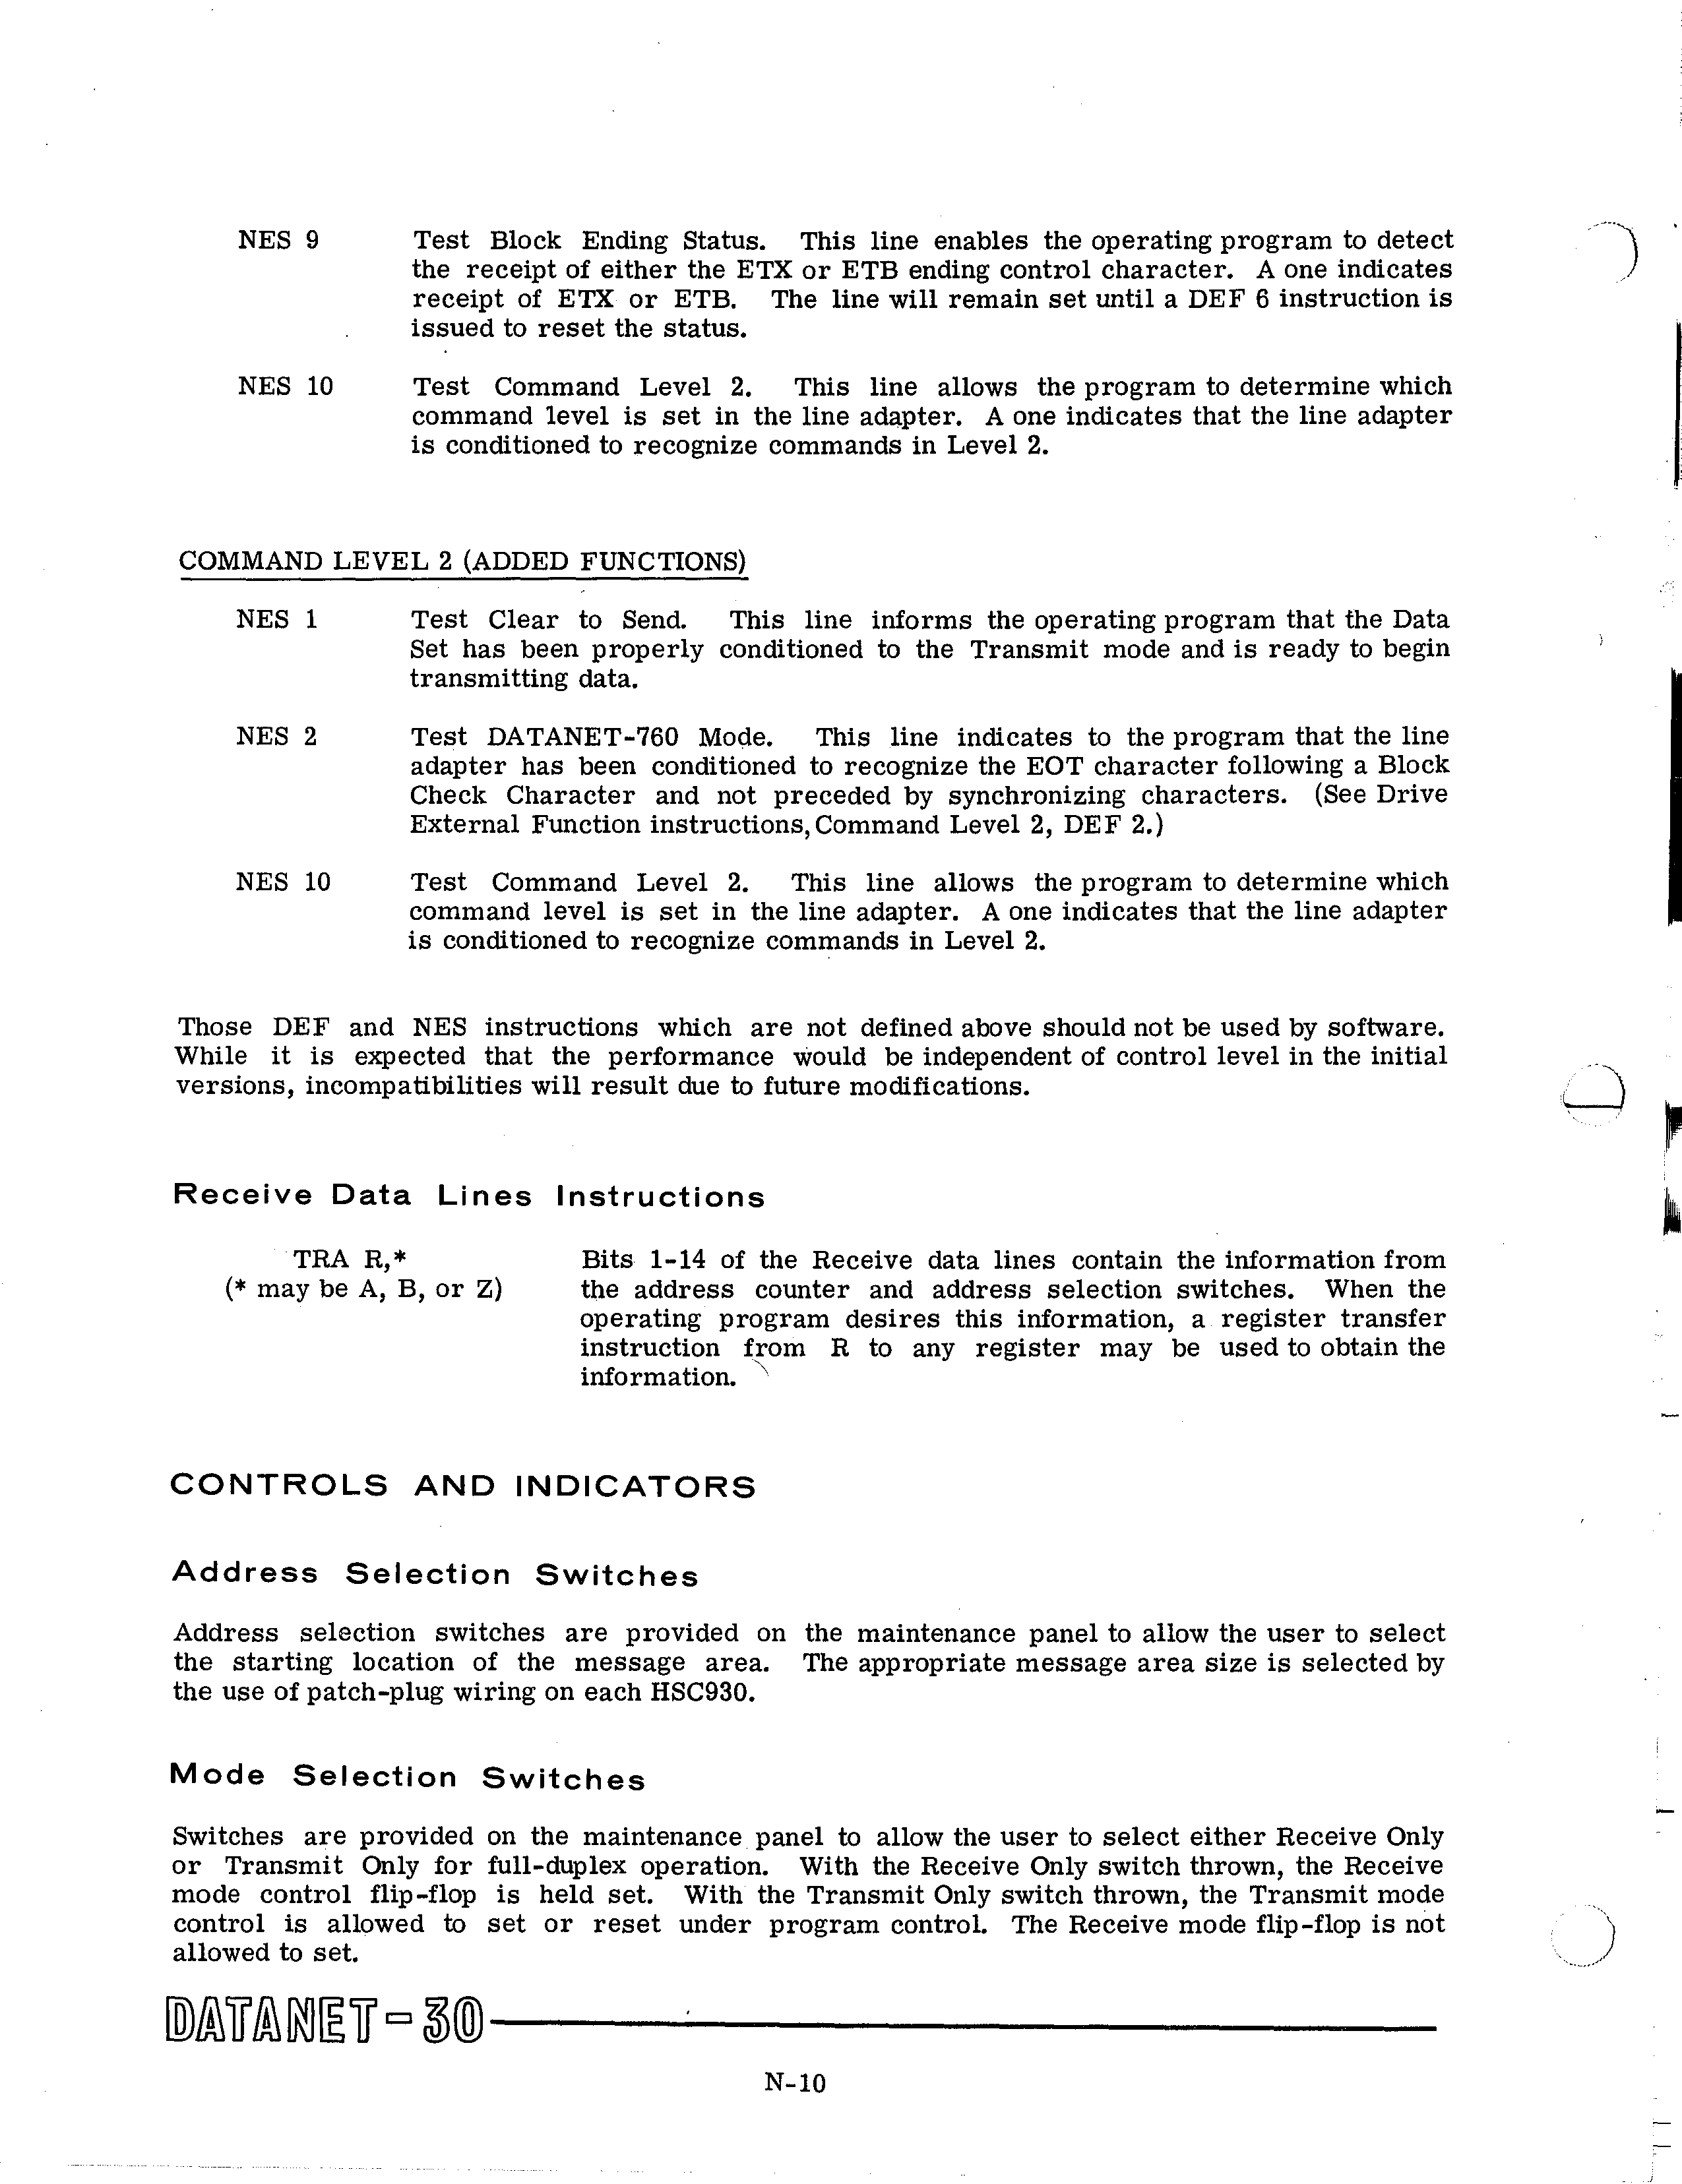 NES 9 Test Block Ending Status. This line enables the operating program to detect
the receipt of either the ETX or ETB ending control character. A one indicates
receipt of ETX or ETB. The line will remain set until a DEF 6 instruction is
issued to reset the status.
NES 10 Test Command Level 2. This line allows the program to determine which
command level is set in the line adapter. A one indicates that the line adapter
is conditioned to recognize commands in Level 2.
COMMAND LEVEL 2 (ADDED FUNCTIONS)
NES 1 Test Clear to Send. This line informs the operating program that the Data
Set has been properly conditioned to the Transmit mode and is ready to begin
transmitting data.
NES 2 Test DATANET-760 Mode. This line indicates to the program that the line
adapter has been conditioned to recognize the EOT character following a Block
Check Character and not preceded by synchronizing characters. (See Drive
External Function instructions, Command Level 2, DEF 2.)
NES 10 Test Command Level 2. This line allows the program to determine which
command level is set in the line adapter. A one indicates that the line adapter
is conditioned to recognize commands in Level 2.
Those DEF and NES instructions which are not defined above should not be used by software.
While it is expected that the performance would be independent of control level in the initial
versions, incompatibilities will result due to future modifications.
Receive Data Lines Instructions
TRA R,* Bits 1-14 of the Receive data lines contain the information from
(* may be A, B, or Z) the address counter and address selection switches. When the
operating program desires this information, a register transfer
instruction from R to any register may be used to obtain the
information.
CONTROLS AND INDICATORS
Address Selection Switches
Address selection switches are provided on the maintenance panel to allow the user to select
the starting location of the message area. The appropriate message area size is selected by
the use of patch-plug wiring on each HSC930.
Mode Selection Switches
Switches are provided on the maintenance panel to allow the user to select either Receive Only
or Transmit Only for full-duplex operation. With the Receive Only switch thrown, the Receive
mode control flip-flop is held set. With the Transmit Only switch thrown, the Transmit mode
control is allowed to set or reset under program control. The Receive mode flip-flop is not
allowed to set.
DATANET-30
N-10